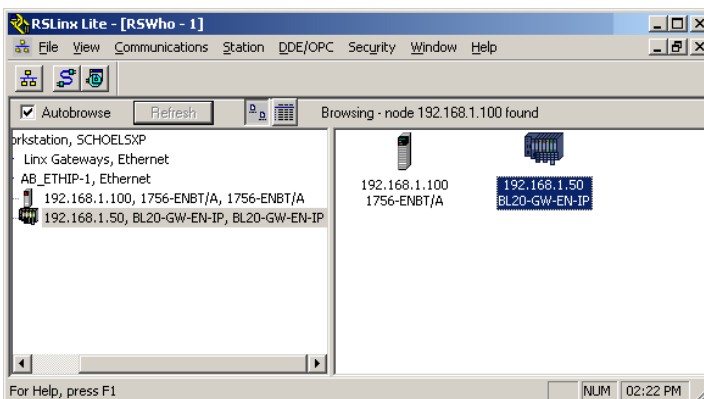 RSLinx Lite - [RSWho - 1]
File View Communications Station DDE/OPC Security Window Help
Autobrowse Refresh Browsing - node 192.168.1.100 found
orkstation, SCHOELSXP
Linx Gateways, Ethernet
AB_ETHIP-1, Ethernet
192.168.1.100, 1756-ENBT/A, 1756-ENBT/A
192.168.1.50, BL20-GW-EN-IP, BL20-GW-EN-IP
192.168.1.100
1756-ENBT/A
192.168.1.50
BL20-GW-EN-IP
For Help, press F1 NUM 02:22 PM